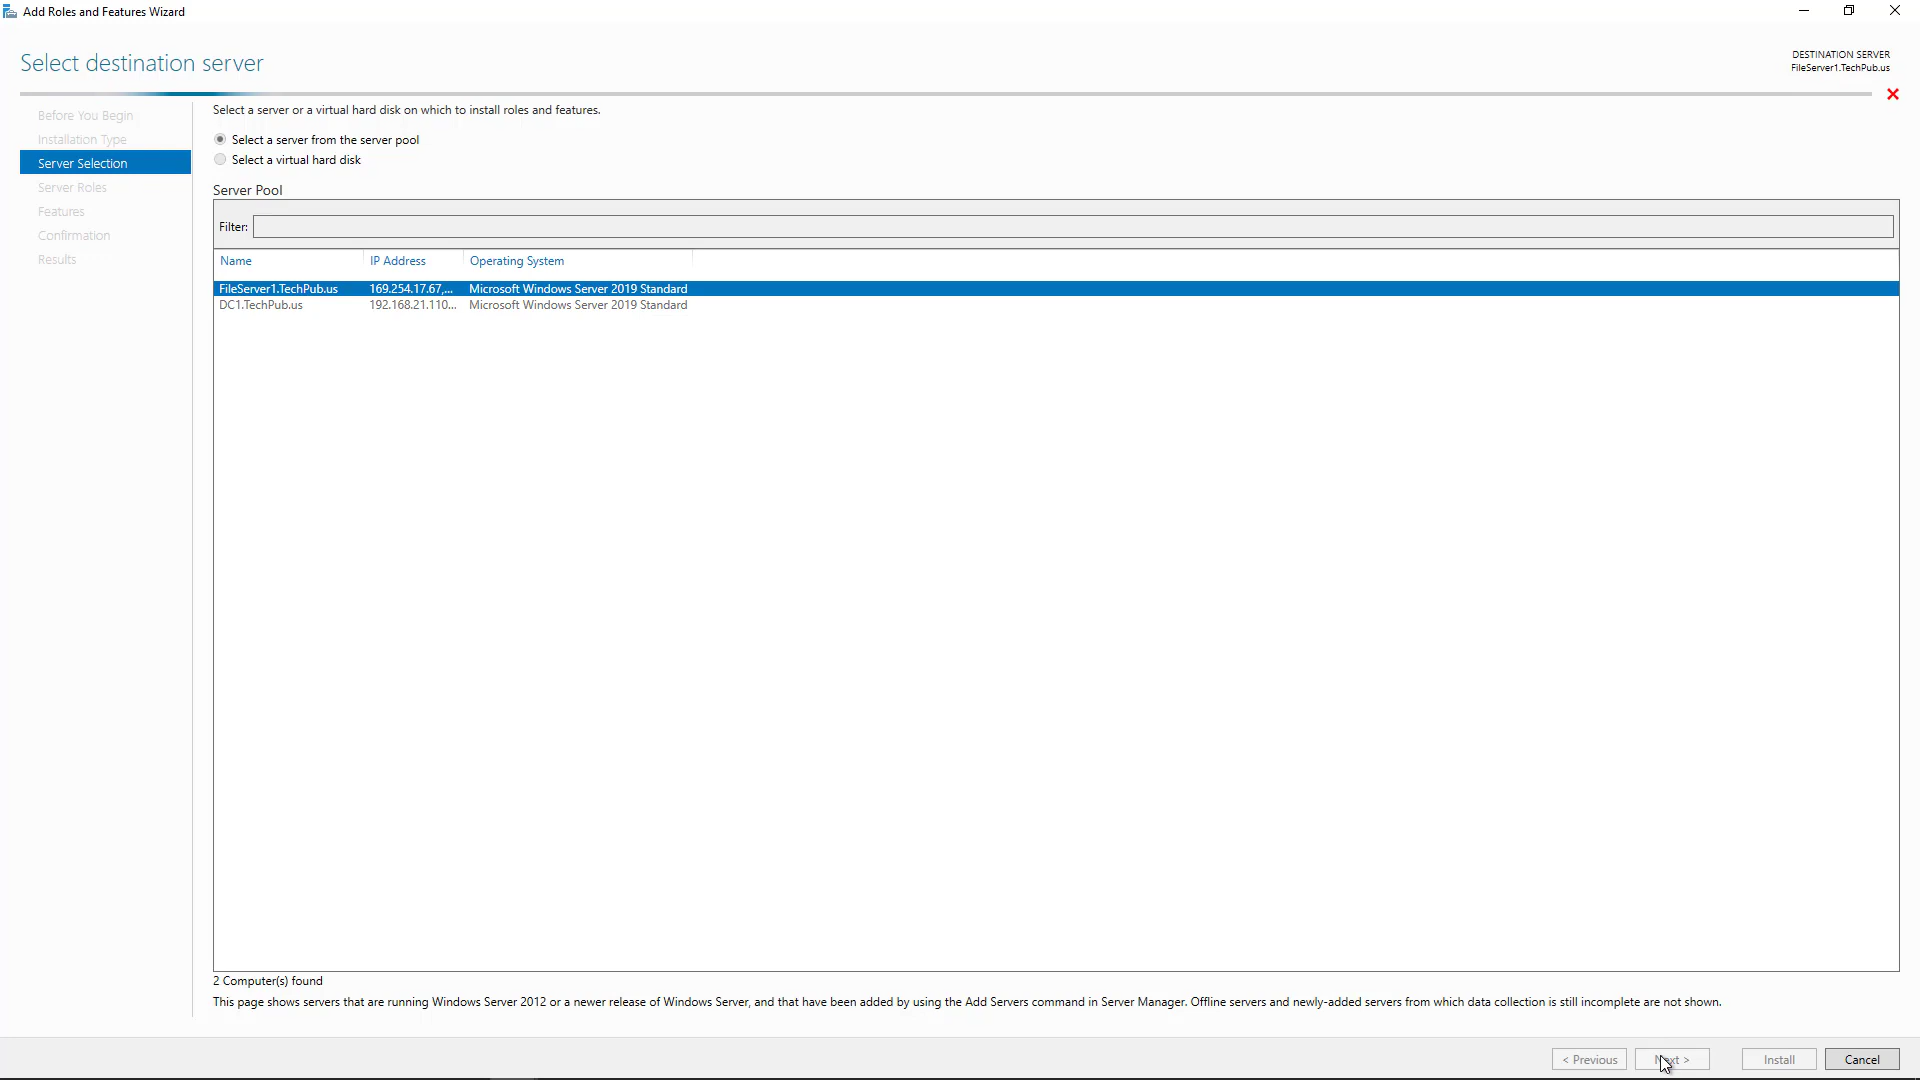 Add Roles and Features Wizard
Select destination server
DESTINATION SERVER
FileServer1.TechPub.us
Before You Begin
Installation Type
Server Selection
Server Roles
Features
Confirmation
Results
Select a server or a virtual hard disk on which to install roles and features.
Select a server from the server pool
Select a virtual hard disk
Server Pool
Filter:
Name IP Address Operating System
FileServer1.TechPub.us 169.254.17.67,... Microsoft Windows Server 2019 Standard
DC1.TechPub.us 192.168.21.110... Microsoft Windows Server 2019 Standard
2 Computer(s) found
This page shows servers that are running Windows Server 2012 or a newer release of Windows Server, and that have been added by using the Add Servers command in Server Manager. Offline servers and newly-added servers from which data collection is still incomplete are not shown.
< Previous Next > Install Cancel